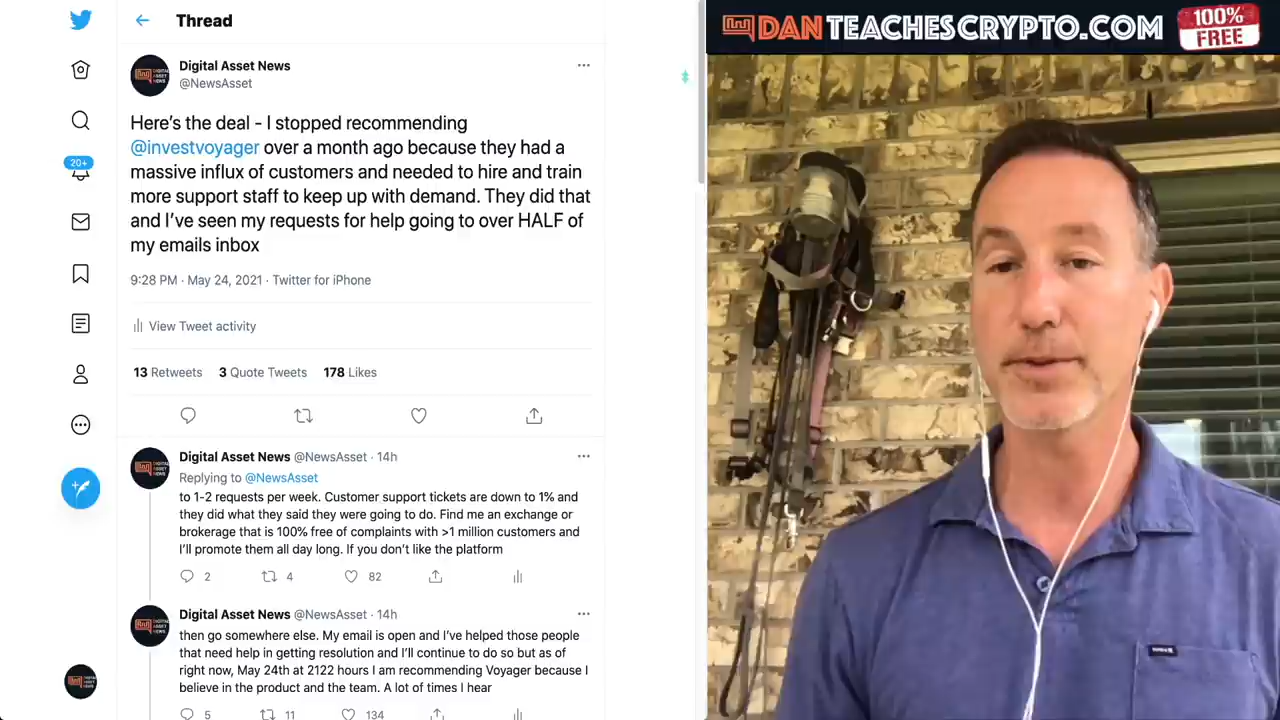 Thread
DAN TEACHESCRYPTO.COM
100%
FREE
Digital Asset News
@NewsAsset
Here's the deal - I stopped recommending
@investvoyager over a month ago because they had a
massive influx of customers and needed to hire and train
more support staff to keep up with demand. They did that
and I've seen my requests for help going to over HALF of
my emails inbox
9:28 PM · May 24, 2021 · Twitter for iPhone
View Tweet activity
13 Retweets 3 Quote Tweets 178 Likes
20+
Digital Asset News @NewsAsset · 14h
Replying to @NewsAsset
to 1-2 requests per week. Customer support tickets are down to 1% and
they did what they said they were going to do. Find me an exchange or
brokerage that is 100% free of complaints with >1 million customers and
I'll promote them all day long. If you don't like the platform
2 4 82
Digital Asset News @NewsAsset · 14h
then go somewhere else. My email is open and I've helped those people
that need help in getting resolution and I'll continue to do so but as of
right now, May 24th at 2122 hours I am recommending Voyager because I
believe in the product and the team. A lot of times I hear
5 11 134